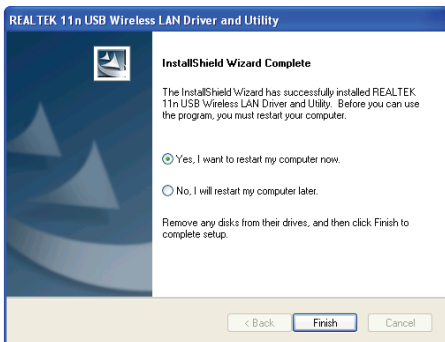 REALTEK 11n USB Wireless LAN Driver and Utility
InstallShield Wizard Complete
The InstallShield Wizard has successfully installed REALTEK
11n USB Wireless LAN Driver and Utility. Before you can use
the program, you must restart your computer.
Yes, I want to restart my computer now.
No, I will restart my computer later.
Remove any disks from their drives, and then click Finish to
complete setup.
< Back Finish Cancel